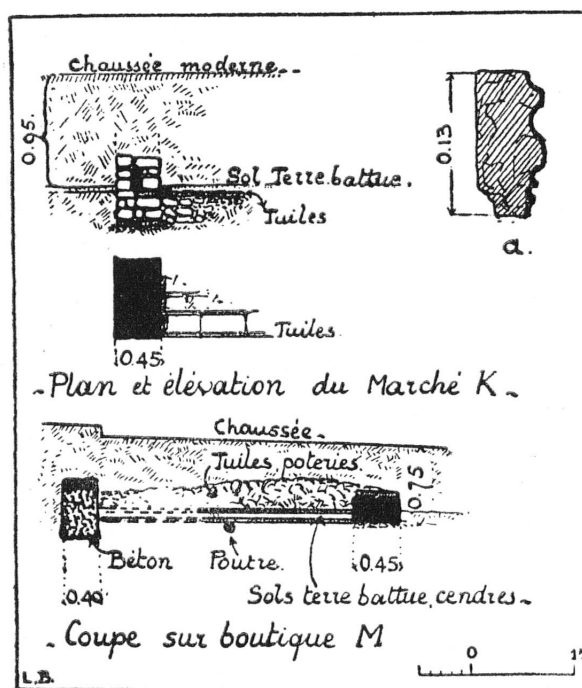 Chaussée moderne
0.95
Sol Terre battue.
Tuiles
0.13
a.
Tuiles
0.45
Plan et élévation du Marché K
Chaussée
Tuiles, poteries
0.75
Béton
Poutre
0.45
0.40
Sols terre battue, cendres
Coupe sur boutique M
L.B.
0